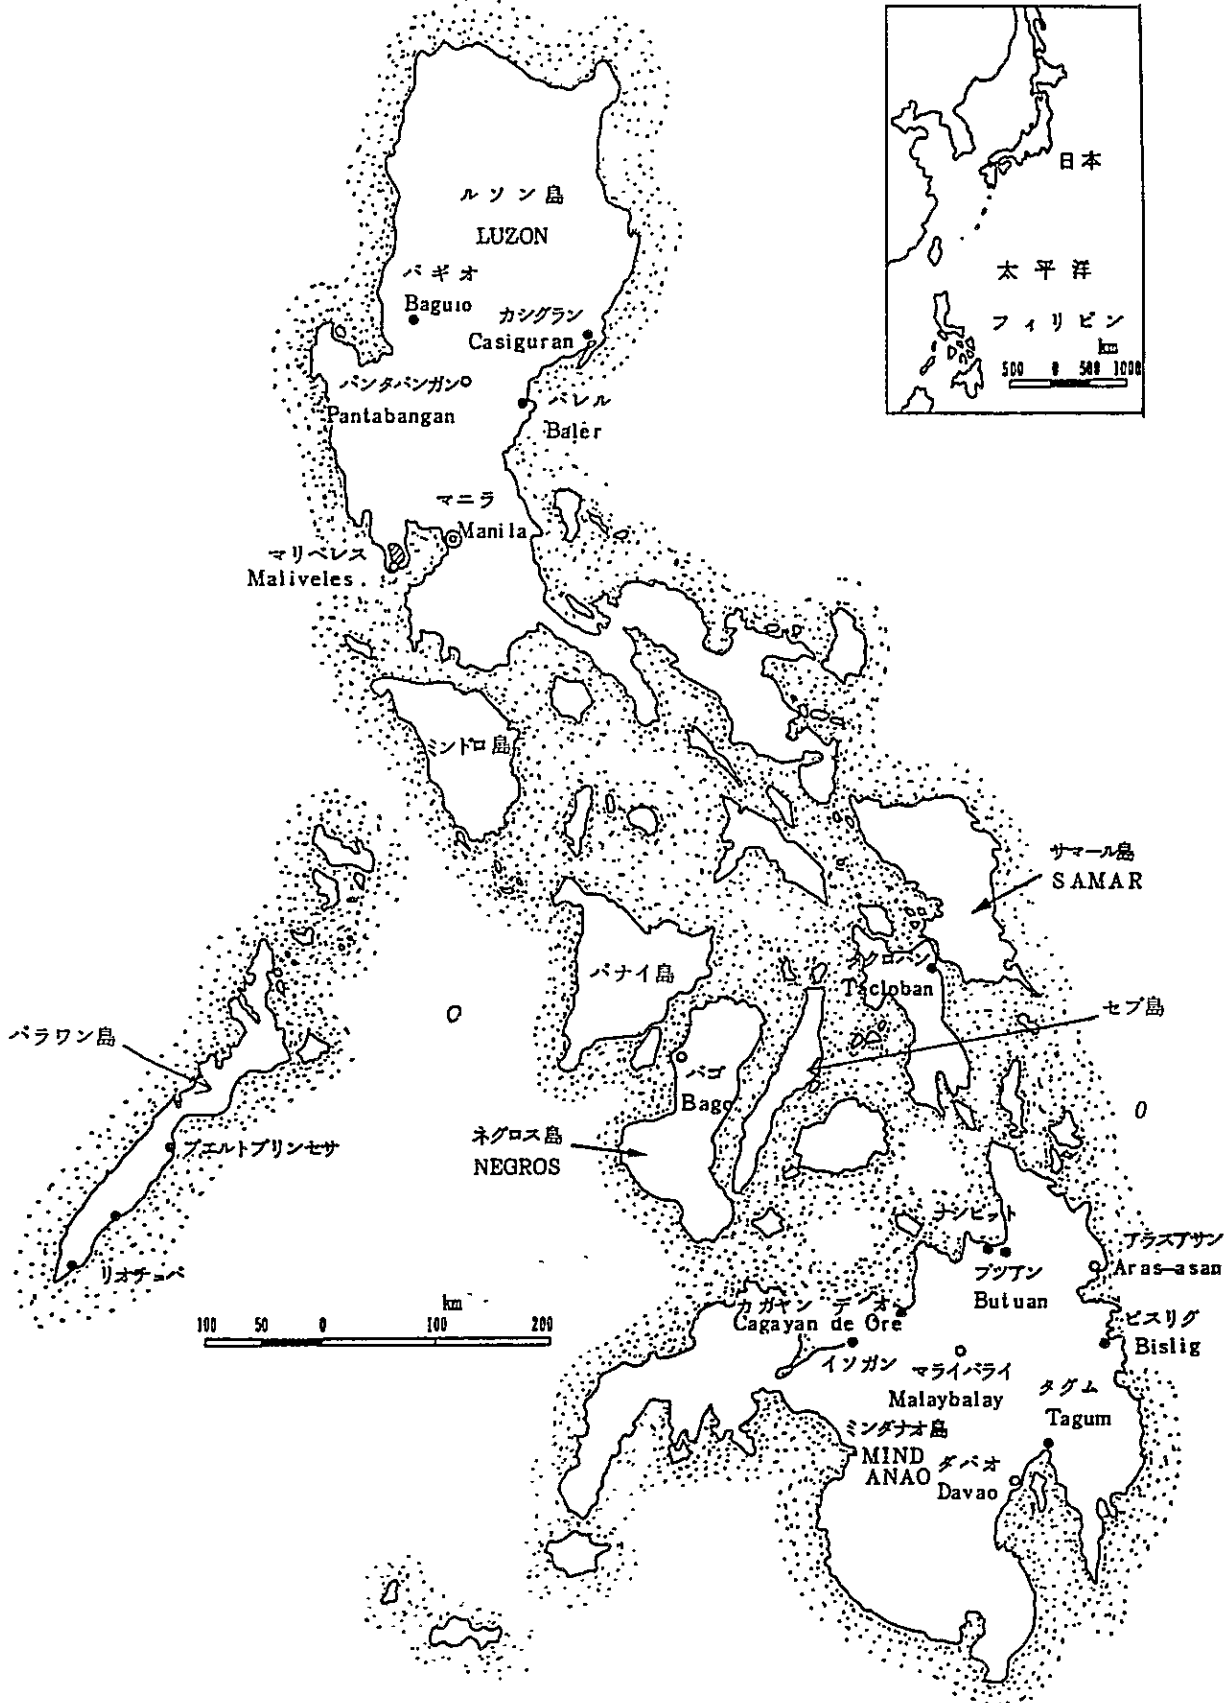 ルソン島
LUZON
バギオ
Baguio
カシグラン
Casiguran
パンタバンガン
Pantabangan
バレル
Baler
マニラ
Manila
マリベレス
Maliveles.
日本
太平洋
フィリピン
km
500 0 500 1000
ミンドロ島
サマール島
SAMAR
パナイ島
タクロバン
Tacloban
セブ島
パラワン島
バゴ
Bago
プエルトプリンセサ
ネグロス島
NEGROS
リオチュバ
ナシピット
ブツアン
Butuan
アラスアサン
Aras-asan
km
100 50 0 100 200
カガヤン デ オ
Cagayan de Ore
ビスリグ
Bislig
イソガン
マライバライ
Malaybalay
タグム
Tagum
ミンダナオ島
MIND
ANAO
ダバオ
Davao